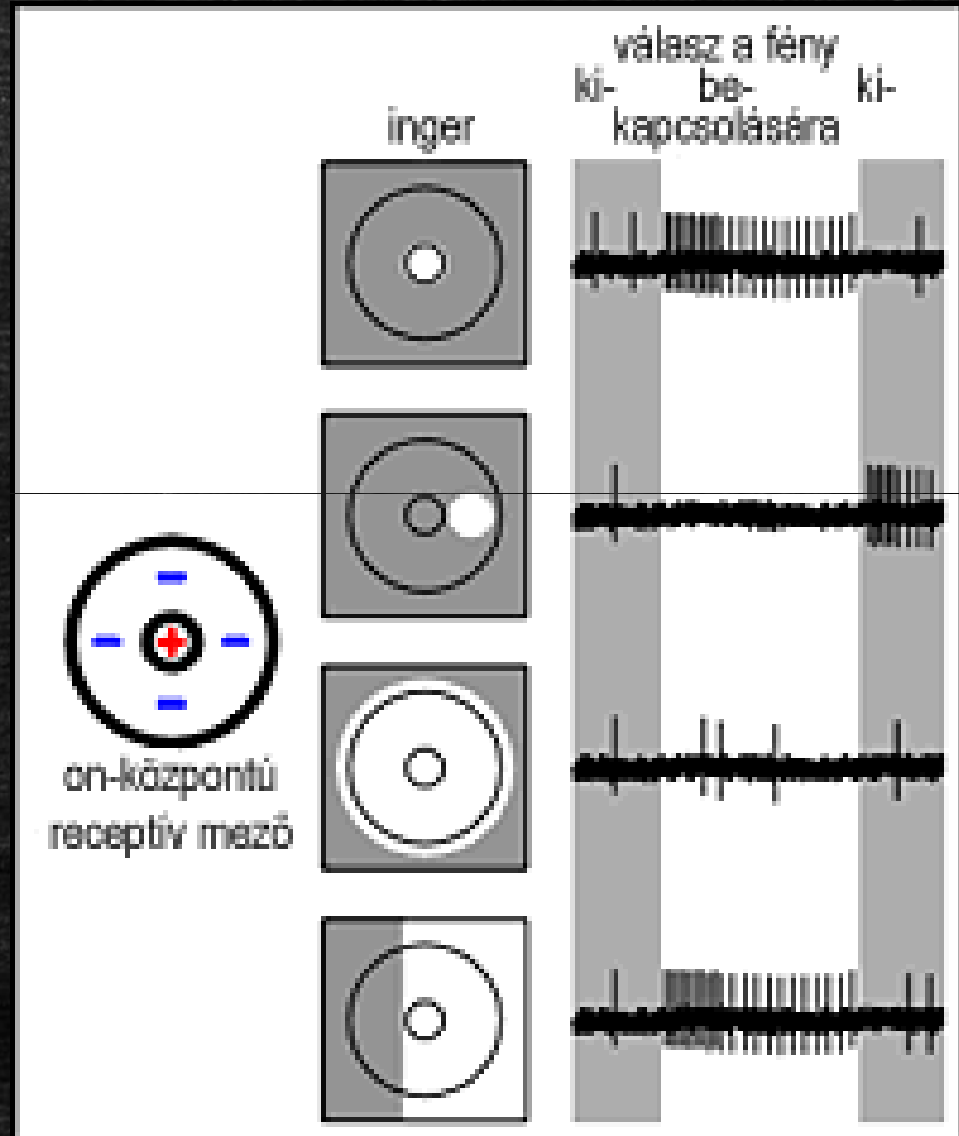 válasz a fény
ki- be- ki-
kapcsolására
inger
on-központú
receptív mező